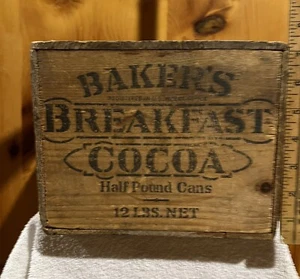 BAKER'S
BREAKFAST
COCOA
Half Pound Cans
12 LBS. NET